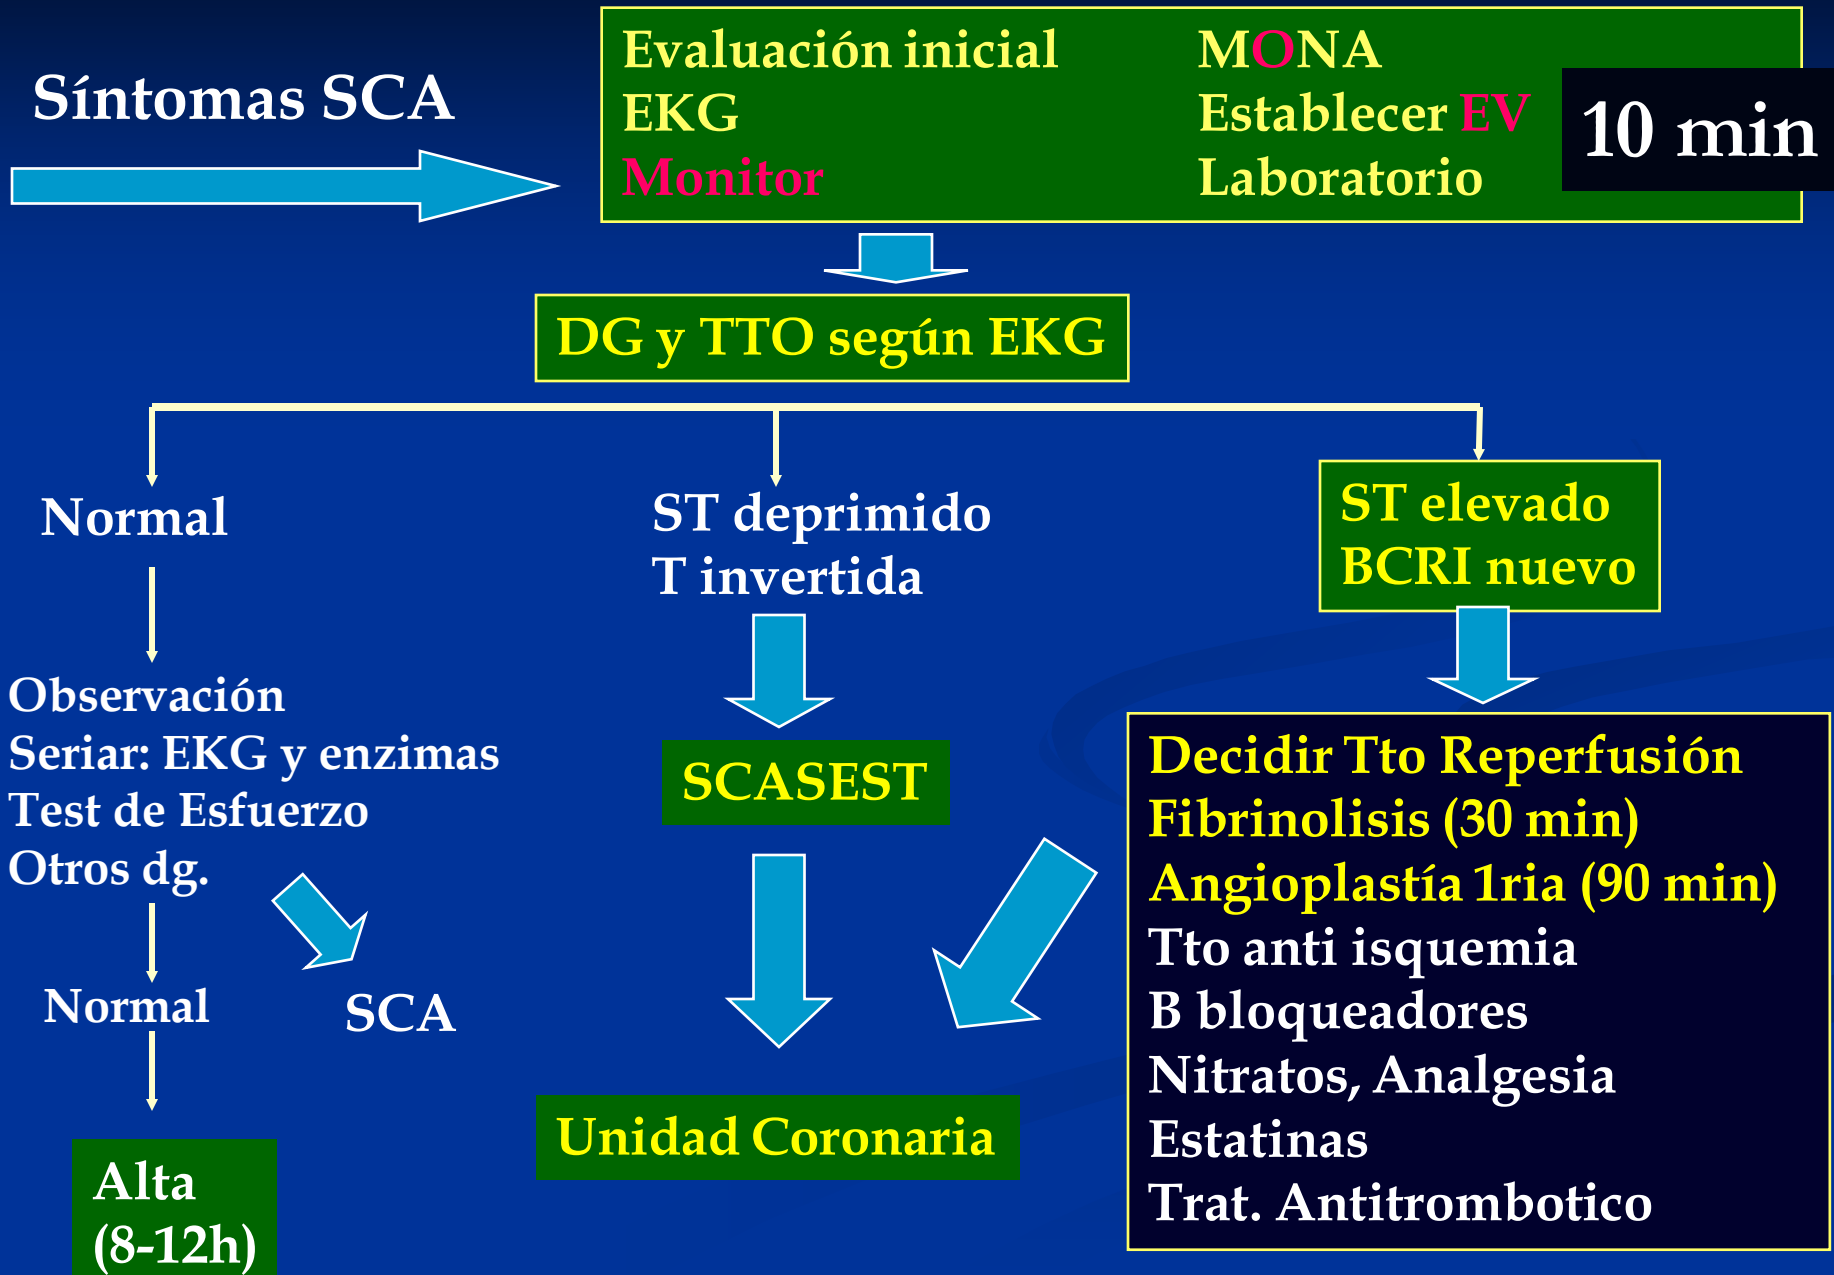 Síntomas SCA
Evaluación inicial
EKG
Monitor
MONA
Establecer EV
Laboratorio
10 min
DG y TTO según EKG
Normal
Observación
Seriar: EKG y enzimas
Test de Esfuerzo
Otros dg.
Normal
SCA
Alta
(8-12h)
ST deprimido
T invertida
SCASEST
Unidad Coronaria
ST elevado
BCRI nuevo
Decidir Tto Reperfusión
Fibrinolisis (30 min)
Angioplastía 1ria (90 min)
Tto anti isquemia
B bloqueadores
Nitratos, Analgesia
Estatinas
Trat. Antitrombotico